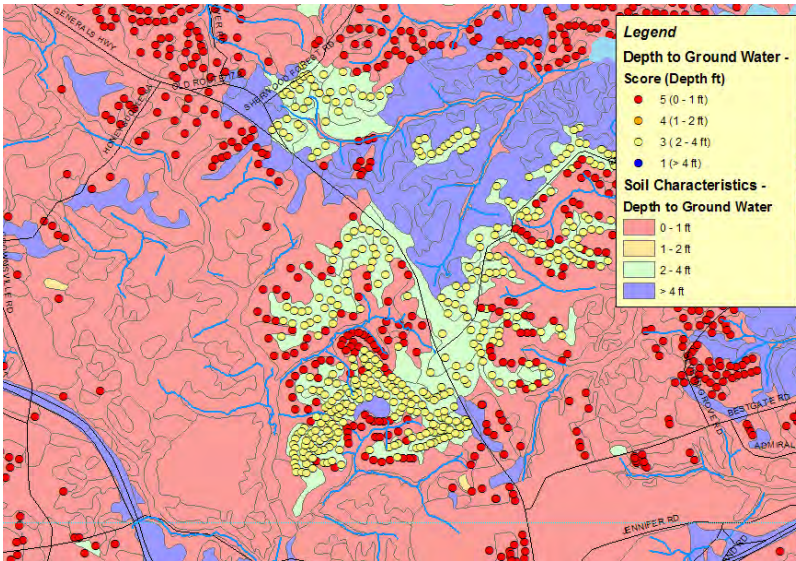 GENERALS HWY
OLD ROUTE 178
SHERWOOD FOREST RD
Legend
Depth to Ground Water -
Score (Depth ft)
5 (0 - 1 ft)
4 (1 - 2 ft)
3 (2 - 4 ft)
1 (> 4 ft)
Soil Characteristics -
Depth to Ground Water
0 - 1 ft
1 - 2 ft
2 - 4 ft
> 4 ft
BESTGATE RD
ADMIRAL
JENNIFER RD